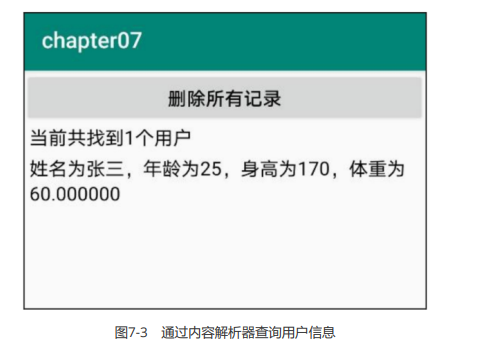 chapter07
删除所有记录
当前共找到1个用户
姓名为张三，年龄为25，身高为170，体重为
60.000000
图7-3 通过内容解析器查询用户信息